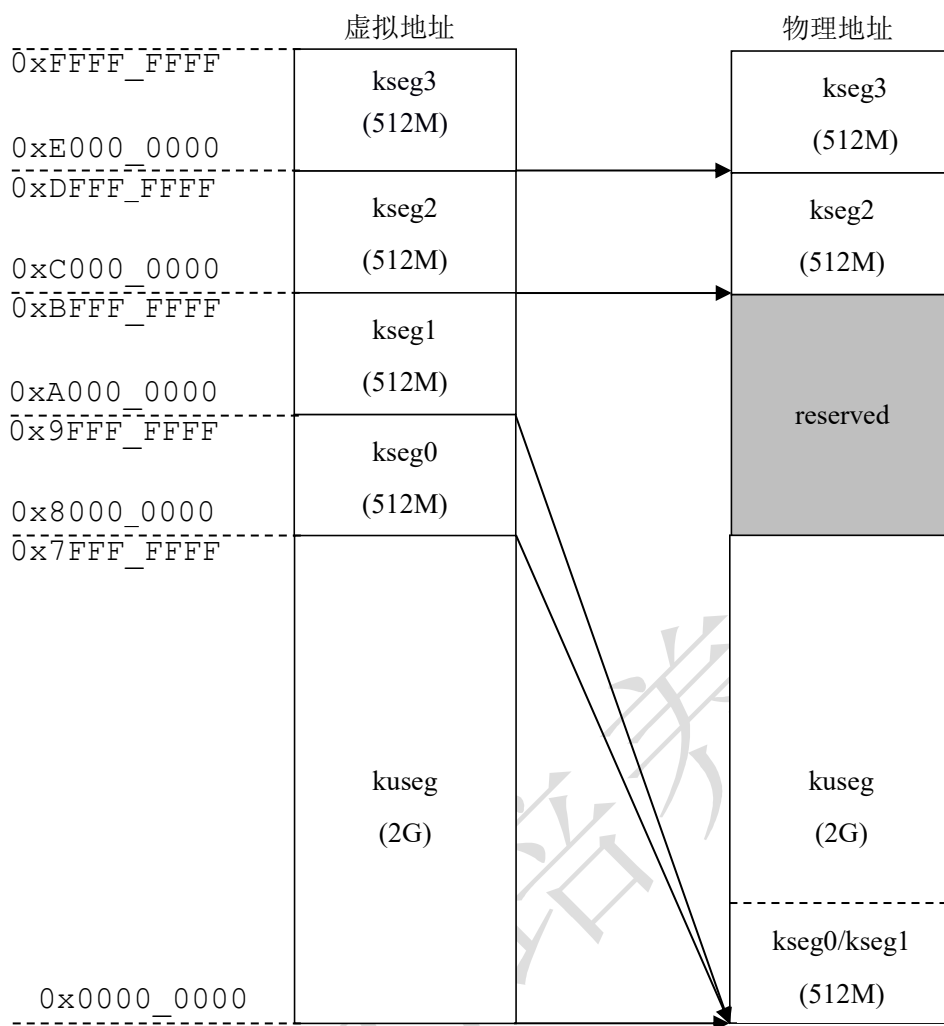 虚拟地址
物理地址
0xFFFF_FFFF
kseg3
(512M)
kseg3
(512M)
0xE000_0000
0xDFFF_FFFF
kseg2
(512M)
kseg2
(512M)
0xC000_0000
0xBFFF_FFFF
kseg1
(512M)
reserved
0xA000_0000
0x9FFF_FFFF
kseg0
(512M)
0x8000_0000
0x7FFF_FFFF
kuseg
(2G)
kuseg
(2G)
kseg0/kseg1
(512M)
0x0000_0000
培养